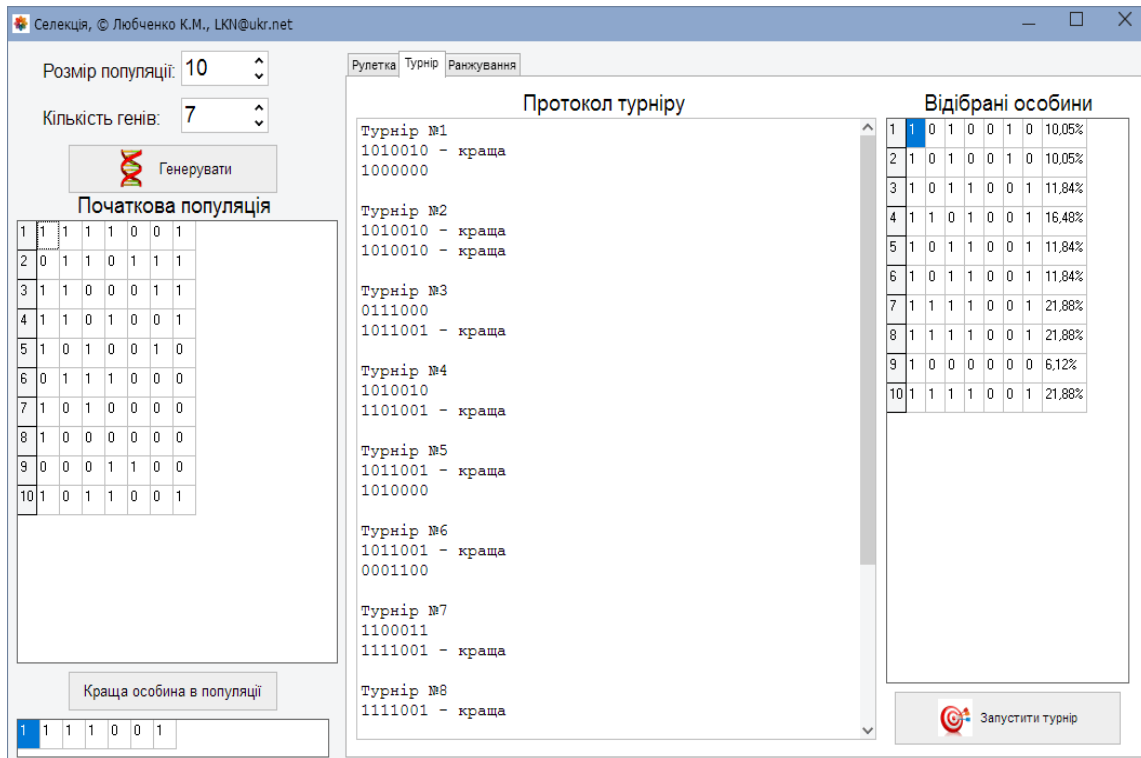 Селекція, © Любченко К.М., LKN@ukr.net
Розмір популяції: 10
Кількість генів: 7
Генерувати
Початкова популяція
1 1 1 1 1 0 0 1
2 0 1 1 0 1 1 1
3 1 1 0 0 0 1 1
4 1 1 0 1 0 0 1
5 1 0 1 0 0 1 0
6 0 1 1 1 0 0 0
7 1 0 1 0 0 0 0
8 1 0 0 0 0 0 0
9 0 0 0 1 1 0 0
10 1 0 1 1 0 0 1
Краща особина в популяції
1 1 1 1 0 0 1
Рулетка Турнір Ранжування
Протокол турніру
Турнір №1
1010010 - краща
1000000
Турнір №2
1010010 - краща
1010010 - краща
Турнір №3
0111000
1011001 - краща
Турнір №4
1010010
1101001 - краща
Турнір №5
1011001 - краща
1010000
Турнір №6
1011001 - краща
0001100
Турнір №7
1100011
1111001 - краща
Турнір №8
1111001 - краща
Відібрані особини
1 1 0 1 0 0 1 0 10,05%
2 1 0 1 0 0 1 0 10,05%
3 1 0 1 1 0 0 1 11,84%
4 1 1 0 1 0 0 1 16,48%
5 1 0 1 1 0 0 1 11,84%
6 1 0 1 1 0 0 1 11,84%
7 1 1 1 1 0 0 1 21,88%
8 1 1 1 1 0 0 1 21,88%
9 1 0 0 0 0 0 0 6,12%
10 1 1 1 1 0 0 1 21,88%
Запустити турнір